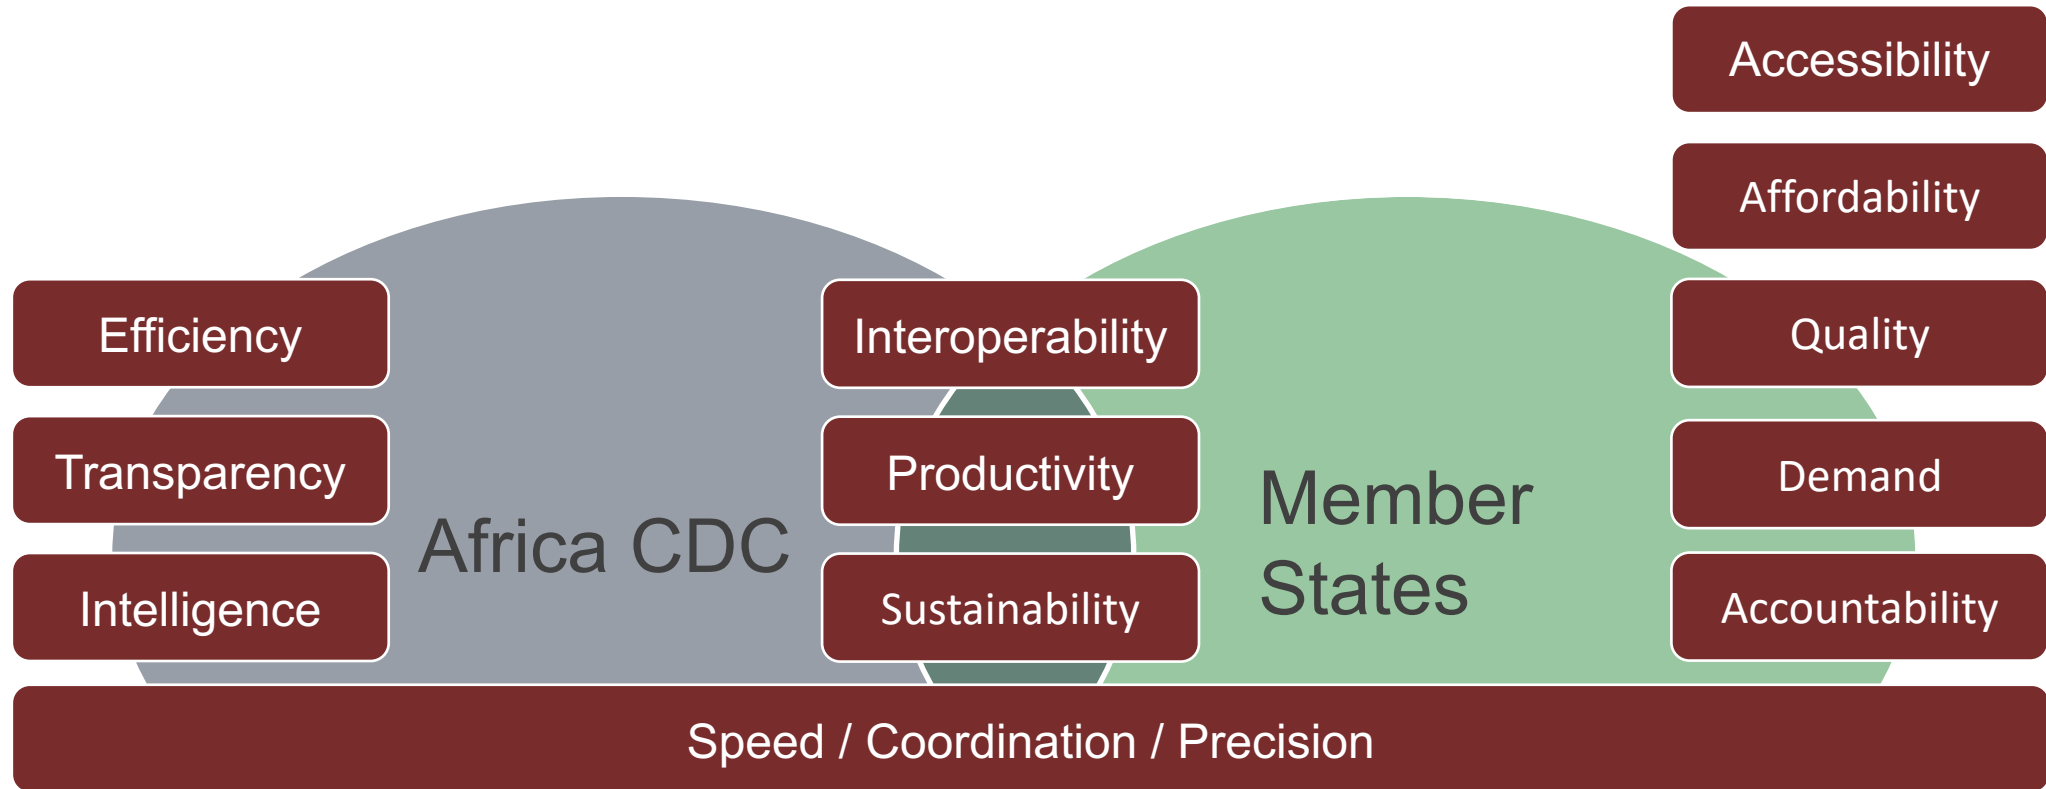 Accessibility
Affordability
Efficiency
Interoperability
Quality
Transparency
Productivity
Demand
Africa CDC
Member
States
Intelligence
Sustainability
Accountability
Speed / Coordination / Precision